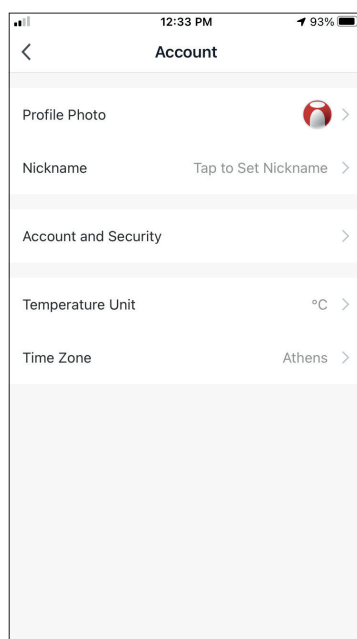 12:33 PM 93%
Account
Profile Photo
Nickname Tap to Set Nickname
Account and Security
Temperature Unit °C
Time Zone Athens